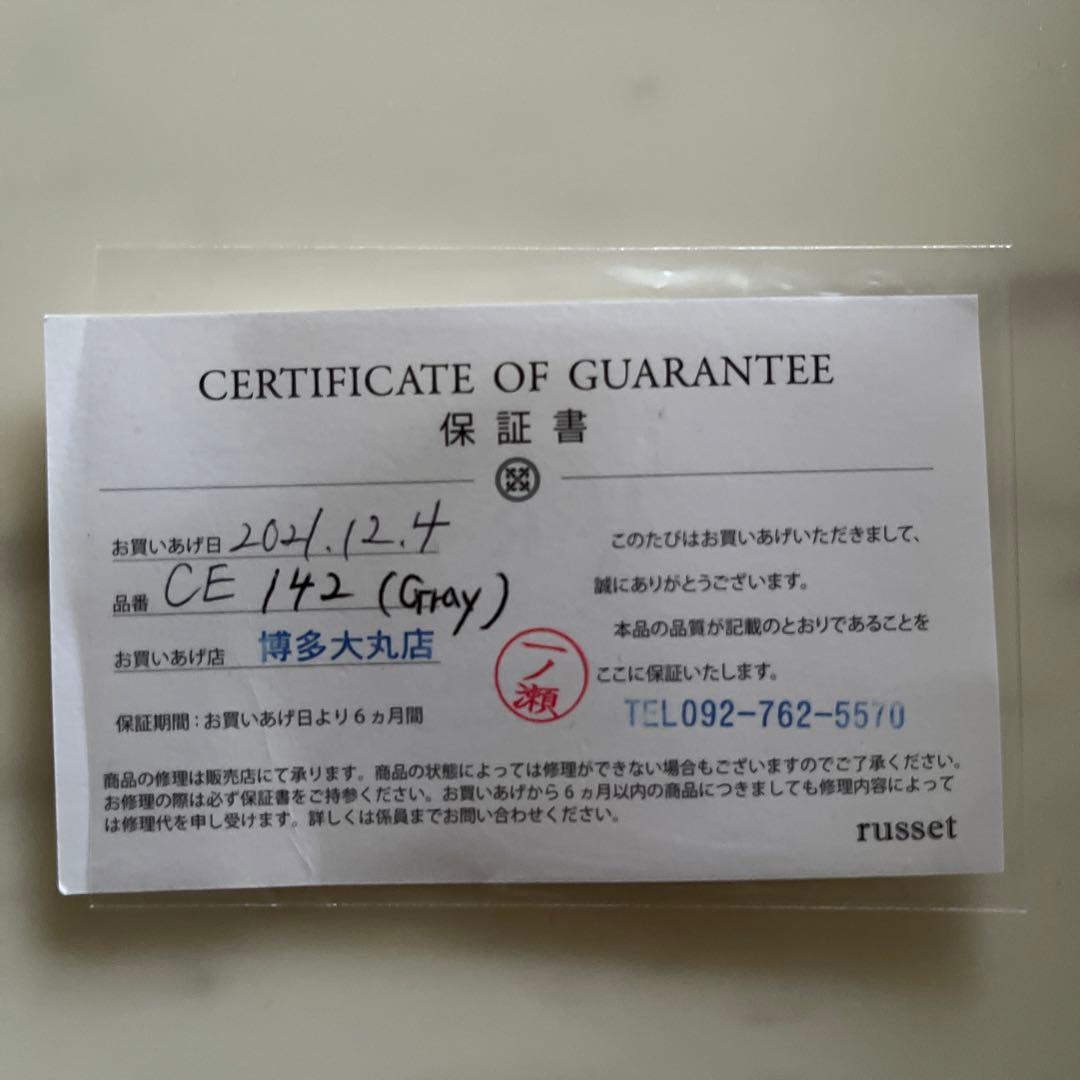 CERTIFICATE OF GUARANTEE
保証書
お買いあげ日 2021.12.4
品番 CE 142 (Gray)
お買いあげ店 博多大丸店
一ノ瀬
保証期間：お買いあげ日より6ヵ月間
このたびはお買いあげいただきまして、
誠にありがとうございます。
本品の品質が記載のとおりであることを
ここに保証いたします。
TEL092-762-5570
商品の修理は販売店にて承ります。商品の状態によっては修理ができない場合もございますのでご了承ください。
お修理の際は必ず保証書をご持参ください。お買いあげから6ヵ月以内の商品につきましても修理内容によって
は修理代を申し受けます。詳しくは係員までお問い合わせください。
russet